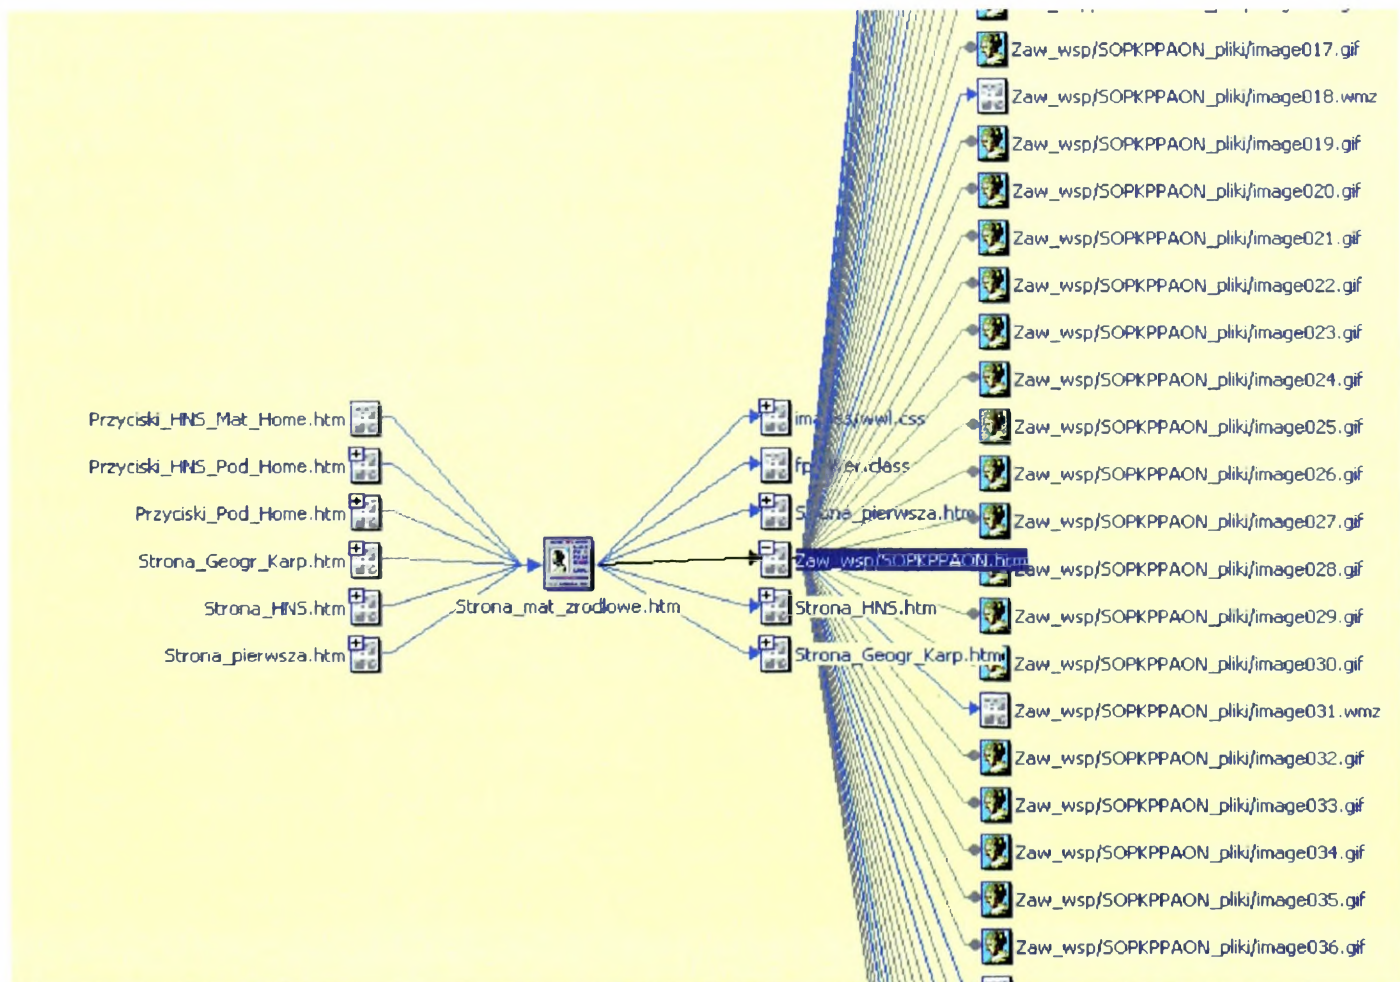 Przyciski_HNS_Mat_Home.htm
Przyciski_HNS_Pod_Home.htm
Przyciski_Pod_Home.htm
Strona_Geogr_Karp.htm
Strona_HNS.htm
Strona_pierwsza.htm
Strona_mat_zrodlowe.htm
Strona_pierwsza.htm
Zaw_wsp/SOPKPPAON.htm
Strona_HNS.htm
Strona_Geogr_Karp.htm
Zaw_wsp/SOPKPPAON_pliki/image017.gif
Zaw_wsp/SOPKPPAON_pliki/image018.wmz
Zaw_wsp/SOPKPPAON_pliki/image019.gif
Zaw_wsp/SOPKPPAON_pliki/image020.gif
Zaw_wsp/SOPKPPAON_pliki/image021.gif
Zaw_wsp/SOPKPPAON_pliki/image022.gif
Zaw_wsp/SOPKPPAON_pliki/image023.gif
Zaw_wsp/SOPKPPAON_pliki/image024.gif
Zaw_wsp/SOPKPPAON_pliki/image025.gif
Zaw_wsp/SOPKPPAON_pliki/image026.gif
Zaw_wsp/SOPKPPAON_pliki/image027.gif
Zaw_wsp/SOPKPPAON_pliki/image028.gif
Zaw_wsp/SOPKPPAON_pliki/image029.gif
Zaw_wsp/SOPKPPAON_pliki/image030.gif
Zaw_wsp/SOPKPPAON_pliki/image031.wmz
Zaw_wsp/SOPKPPAON_pliki/image032.gif
Zaw_wsp/SOPKPPAON_pliki/image033.gif
Zaw_wsp/SOPKPPAON_pliki/image034.gif
Zaw_wsp/SOPKPPAON_pliki/image035.gif
Zaw_wsp/SOPKPPAON_pliki/image036.gif